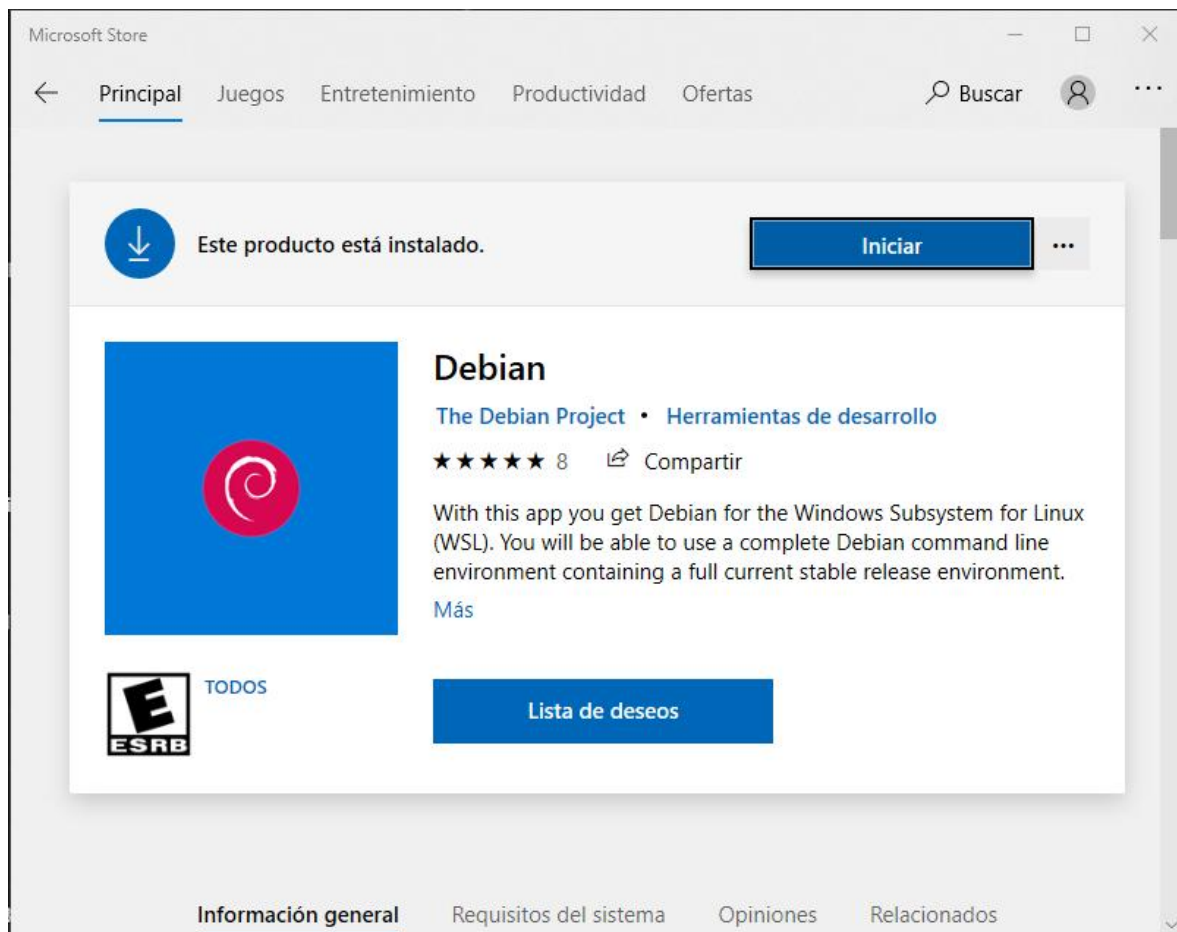 Microsoft Store
Principal Juegos Entretenimiento Productividad Ofertas Buscar
Este producto está instalado. Iniciar
Debian
The Debian Project • Herramientas de desarrollo
★★★★★ 8 Compartir
With this app you get Debian for the Windows Subsystem for Linux
(WSL). You will be able to use a complete Debian command line
environment containing a full current stable release environment.
Más
E TODOS
ESRB
Lista de deseos
Información general Requisitos del sistema Opiniones Relacionados